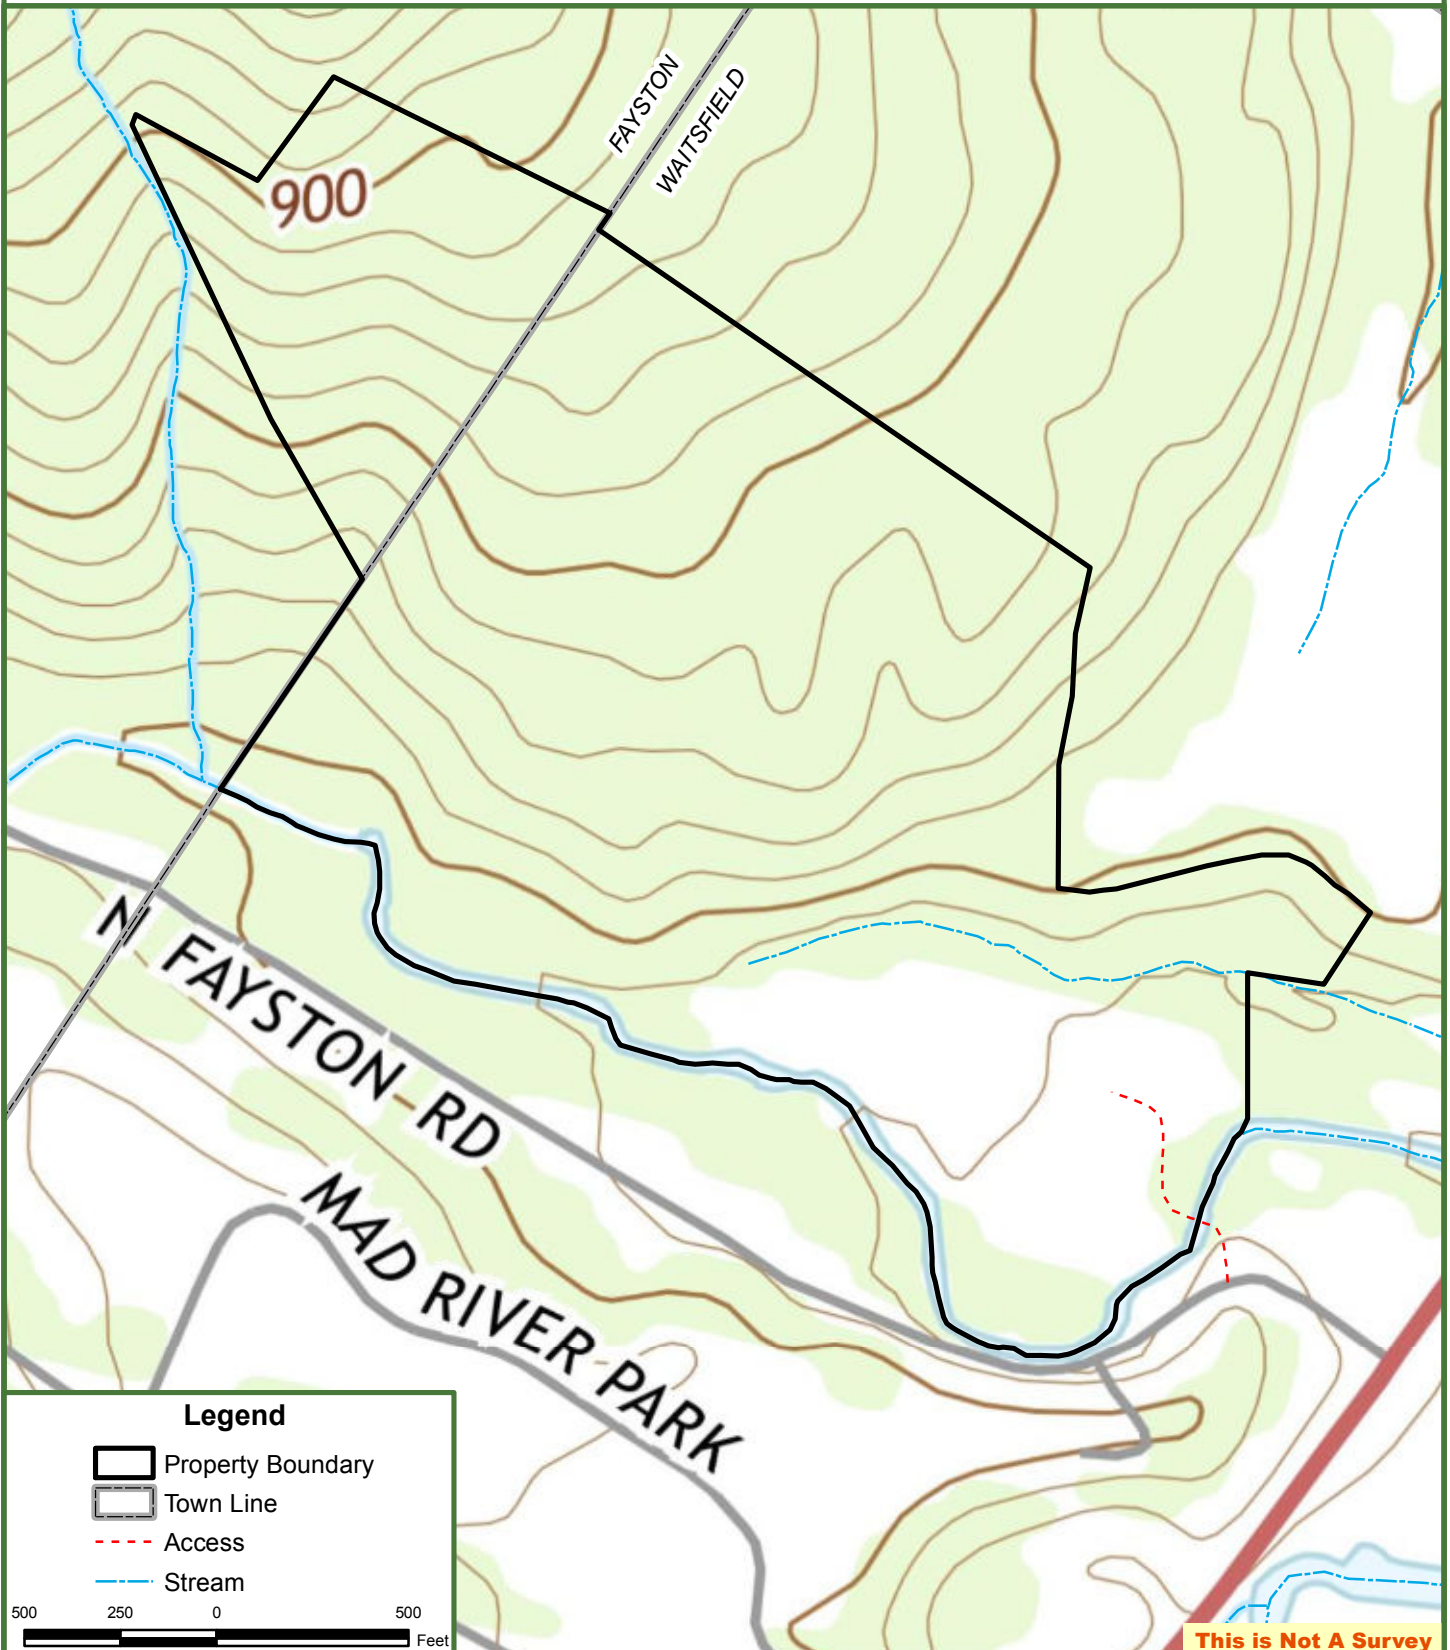 FAYSTON
WAITSFIELD
900
N FAYSTON RD
MAD RIVER PARK
Legend
Property Boundary
Town Line
Access
Stream
500 250 0 500
Feet
This is Not A Survey